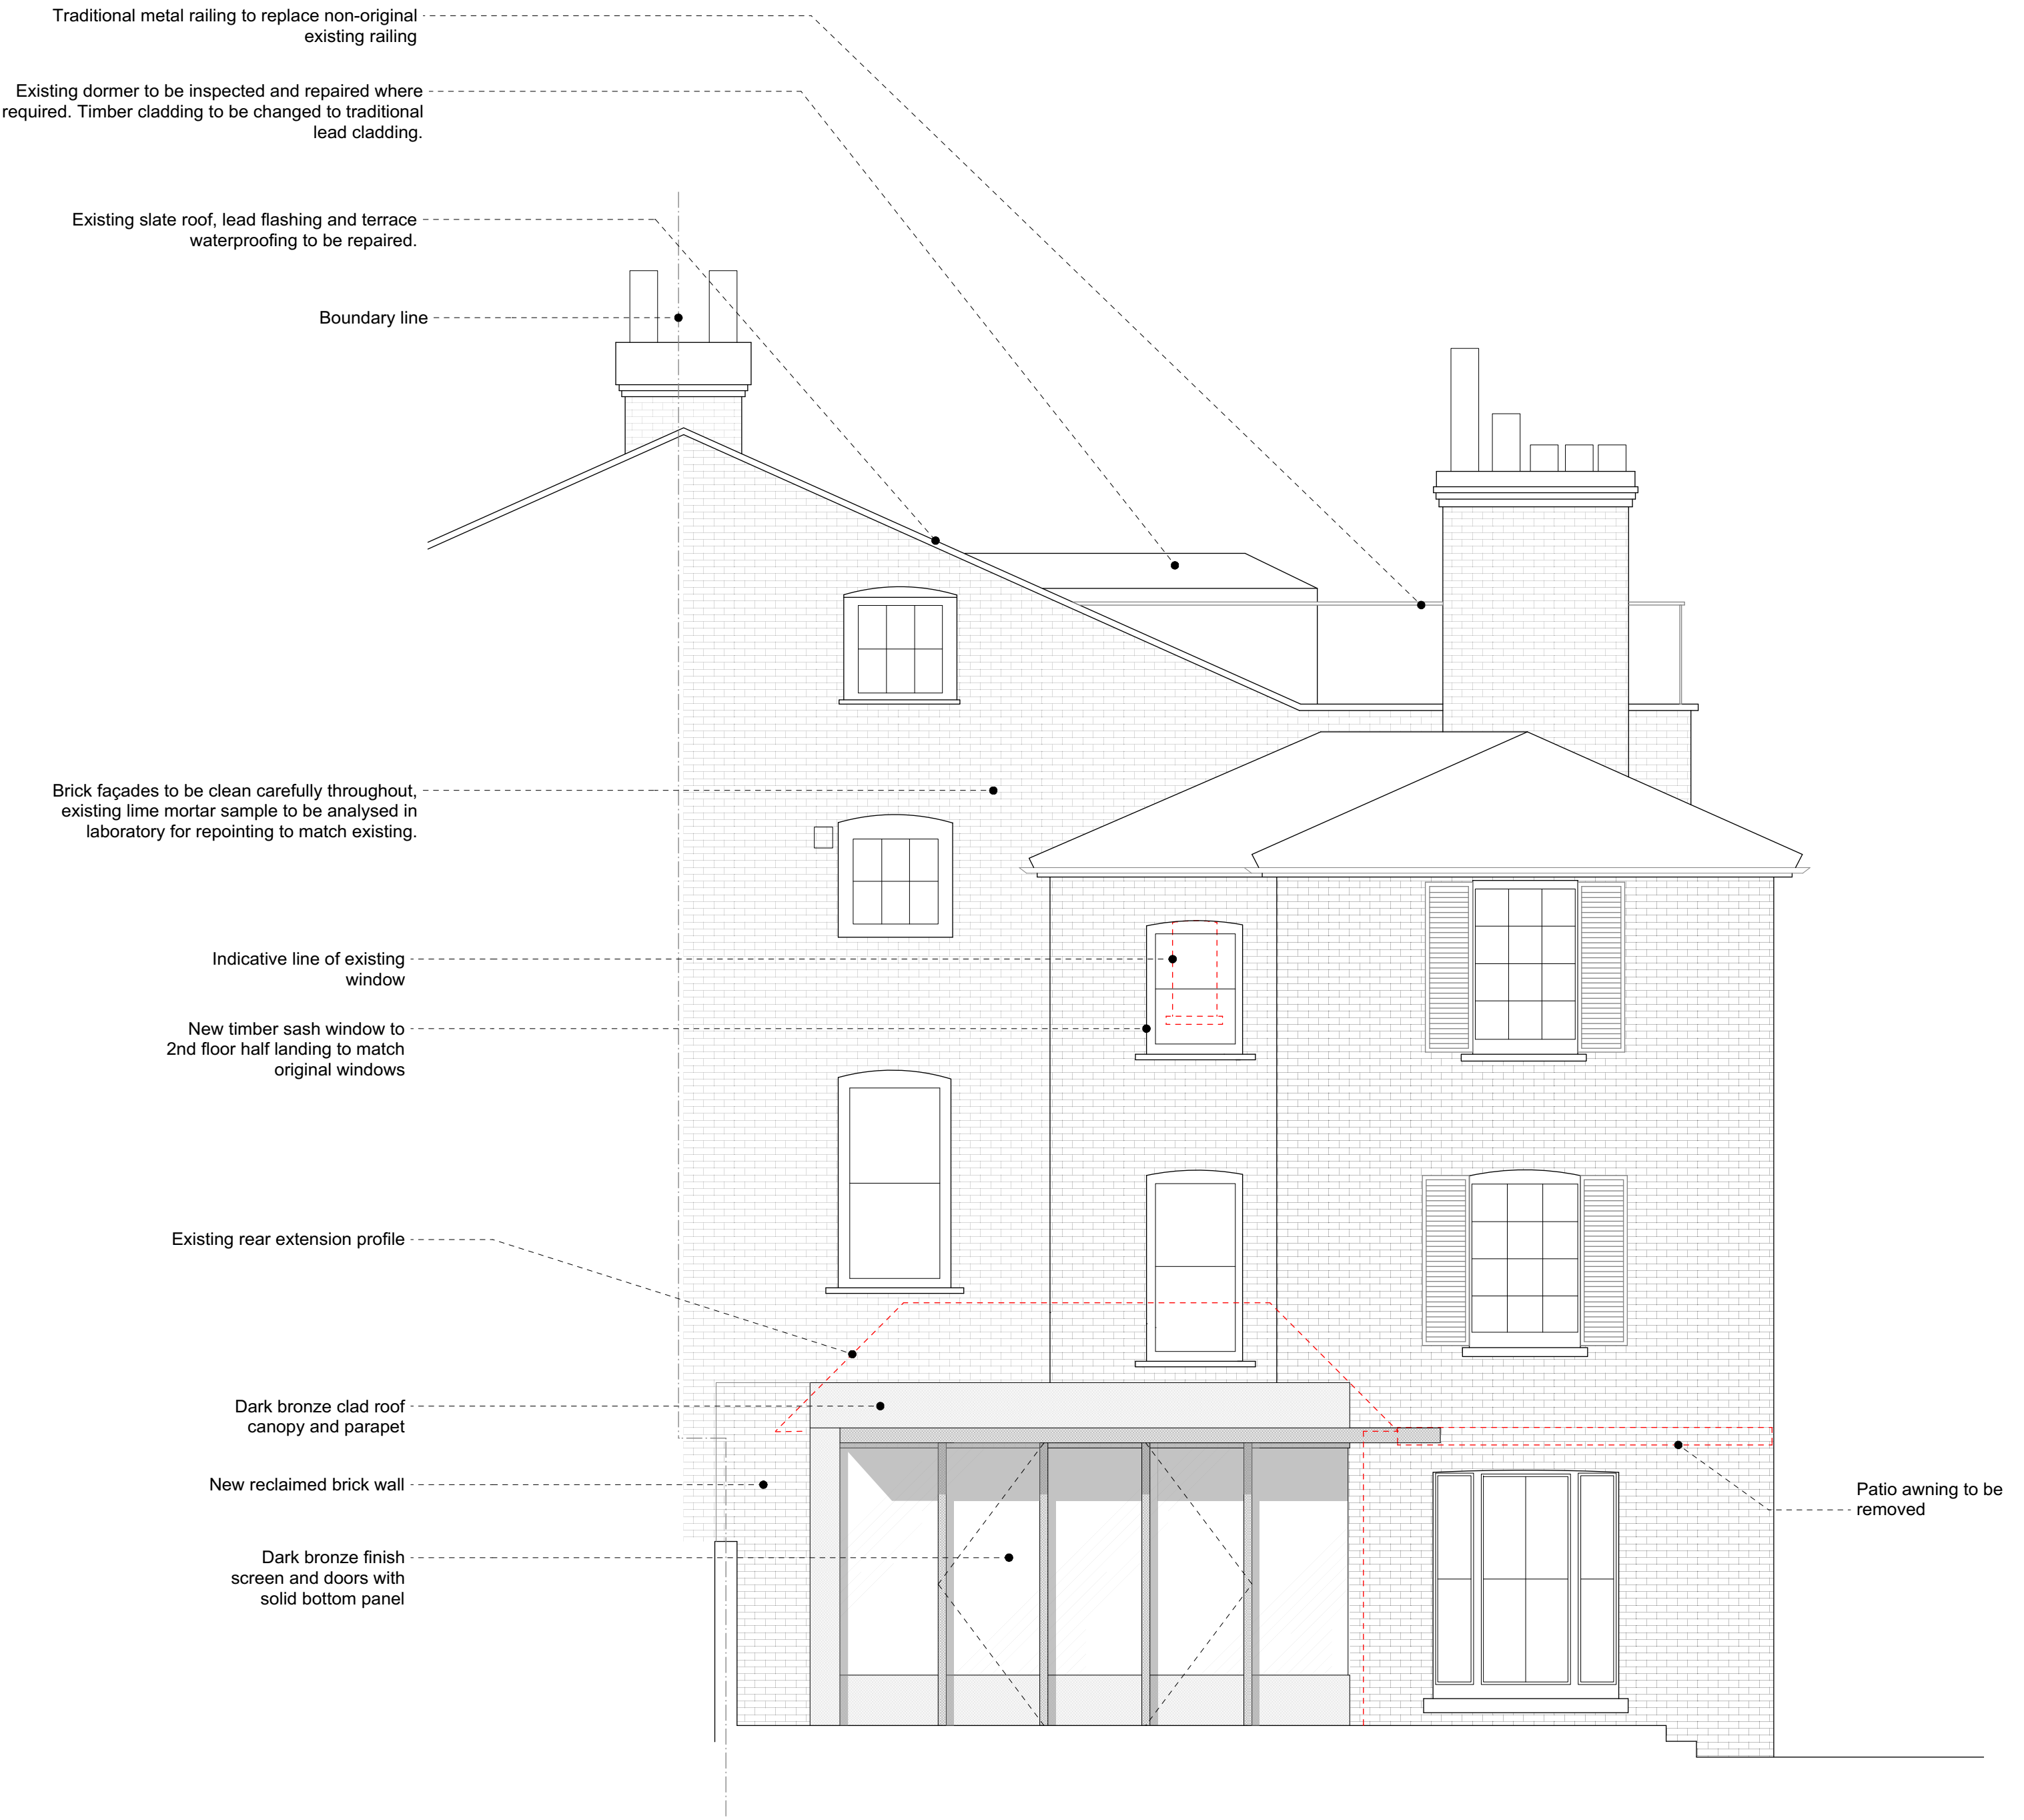 Traditional metal railing to replace non-original
existing railing
Existing dormer to be inspected and repaired where
required. Timber cladding to be changed to traditional
lead cladding.
Existing slate roof, lead flashing and terrace
waterproofing to be repaired.
Boundary line
Brick façades to be clean carefully throughout,
existing lime mortar sample to be analysed in
laboratory for repointing to match existing.
Indicative line of existing
window
New timber sash window to
2nd floor half landing to match
original windows
Existing rear extension profile
Dark bronze clad roof
canopy and parapet
New reclaimed brick wall
Patio awning to be
removed
Dark bronze finish
screen and doors with
solid bottom panel